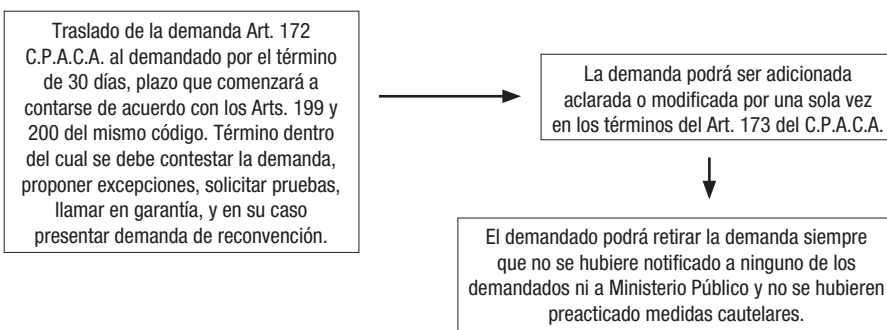 Traslado de la demanda Art. 172
C.P.A.C.A. al demandado por el término
de 30 días, plazo que comenzará a
contarse de acuerdo con los Arts. 199 y
200 del mismo código. Término dentro
del cual se debe contestar la demanda,
proponer excepciones, solicitar pruebas,
llamar en garantía, y en su caso
presentar demanda de reconvención.
La demanda podrá ser adicionada
aclarada o modificada por una sola vez
en los términos del Art. 173 del C.P.A.C.A.
El demandado podrá retirar la demanda siempre
que no se hubiere notificado a ninguno de los
demandados ni a Ministerio Público y no se hubieren
preacticado medidas cautelares.